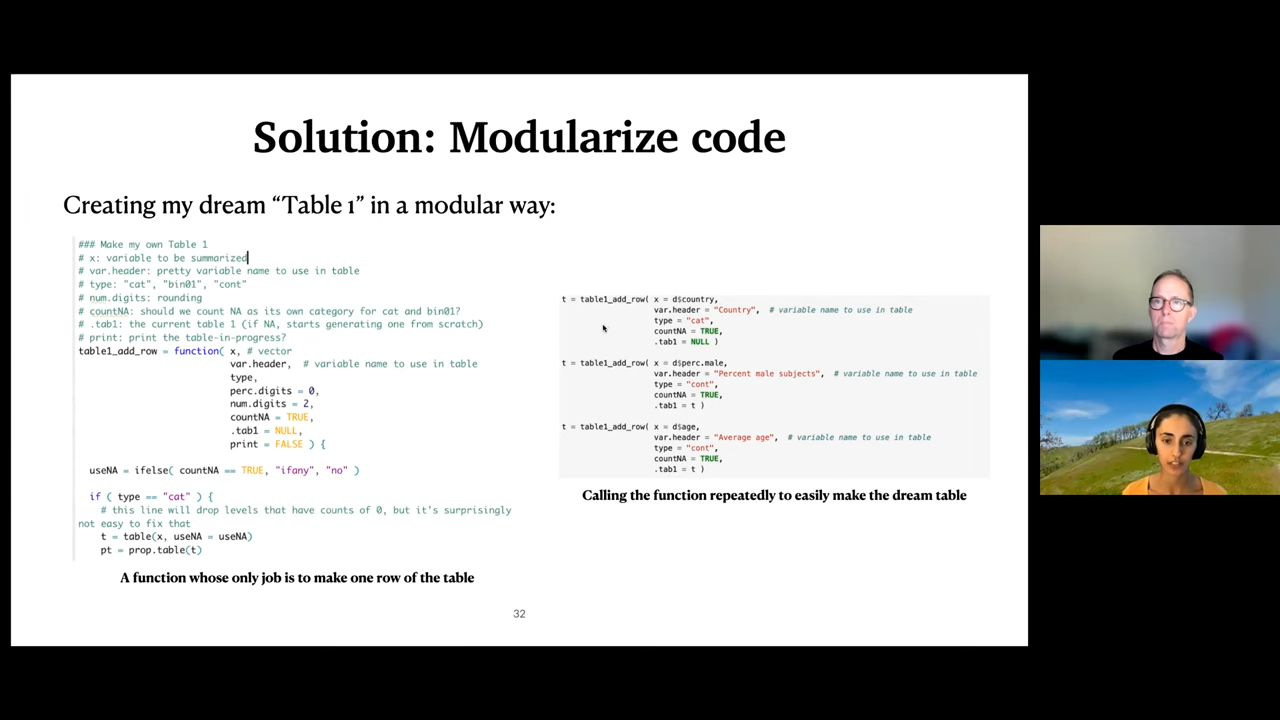 Solution: Modularize code
Creating my dream “Table 1” in a modular way:
### Make my own Table 1
# x: variable to be summarized
# var.header: pretty variable name to use in table
# type: "cat", "bin01", "cont"
# num.digits: rounding
# countNA: should we count NA as its own category for cat and bin01?
# .tab1: the current table 1 (if NA, starts generating one from scratch)
# print: print the table-in-progress?
table1_add_row = function( x, # vector
var.header,  # variable name to use in table
type,
perc.digits = 0,
num.digits = 2,
countNA = TRUE,
.tab1 = NULL,
print = FALSE ) {
useNA = ifelse( countNA == TRUE, "ifany", "no" )
if ( type == "cat" ) {
# this line will drop levels that have counts of 0, but it's surprisingly
not easy to fix that
t = table(x, useNA = useNA)
pt = prop.table(t)
A function whose only job is to make one row of the table
t = table1_add_row( x = d$country,
var.header = "Country",  # variable name to use in table
type = "cat",
countNA = TRUE,
.tab1 = NULL )
t = table1_add_row( x = d$perc.male,
var.header = "Percent male subjects",  # variable name to use in table
type = "cont",
countNA = TRUE,
.tab1 = t )
t = table1_add_row( x = d$age,
var.header = "Average age",  # variable name to use in table
type = "cont",
countNA = TRUE,
.tab1 = t )
Calling the function repeatedly to easily make the dream table
32